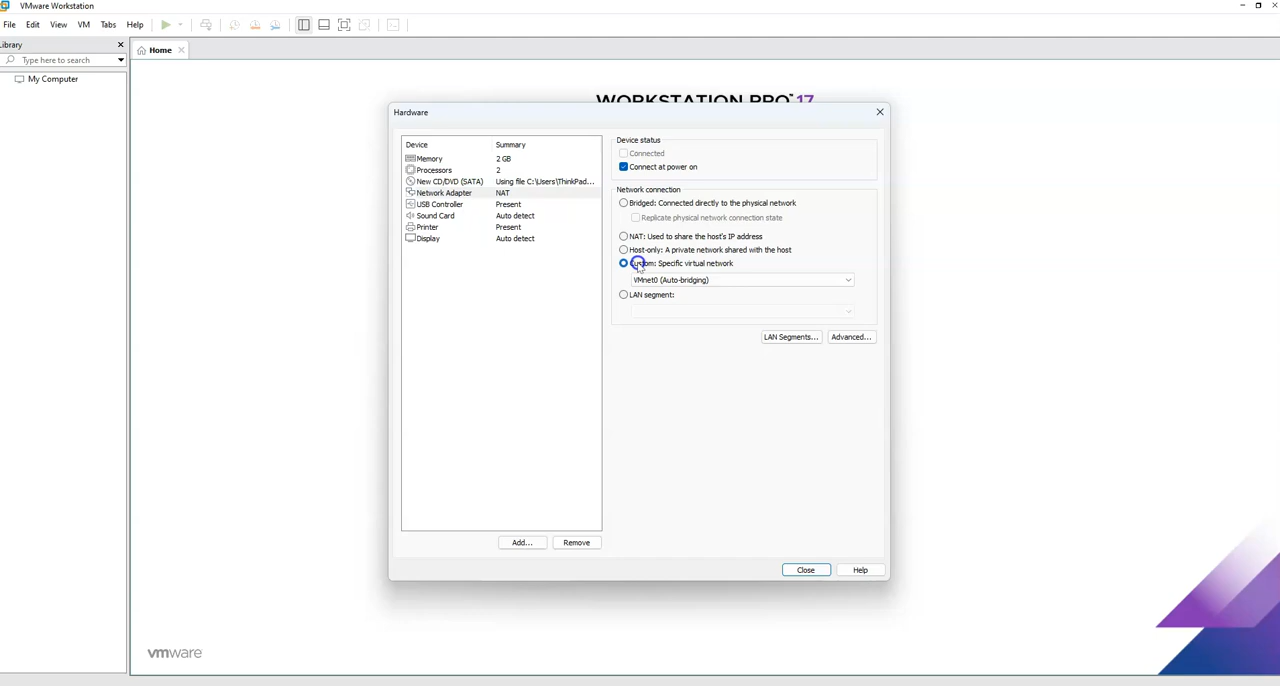 VMware Workstation
File Edit View VM Tabs Help
Library
Type here to search
My Computer
Home
WORKSTATION PRO™ 17
Hardware
Device Summary
Memory 2 GB
Processors 2
New CD/DVD (SATA) Using file C:\Users\ThinkPad...
Network Adapter NAT
USB Controller Present
Sound Card Auto detect
Printer Present
Display Auto detect
Add... Remove
Device status
Connected
Connect at power on
Network connection
Bridged: Connected directly to the physical network
Replicate physical network connection state
NAT: Used to share the host's IP address
Host-only: A private network shared with the host
Custom: Specific virtual network
VMnet0 (Auto-bridging)
LAN segment:
LAN Segments... Advanced...
Close Help
vmware